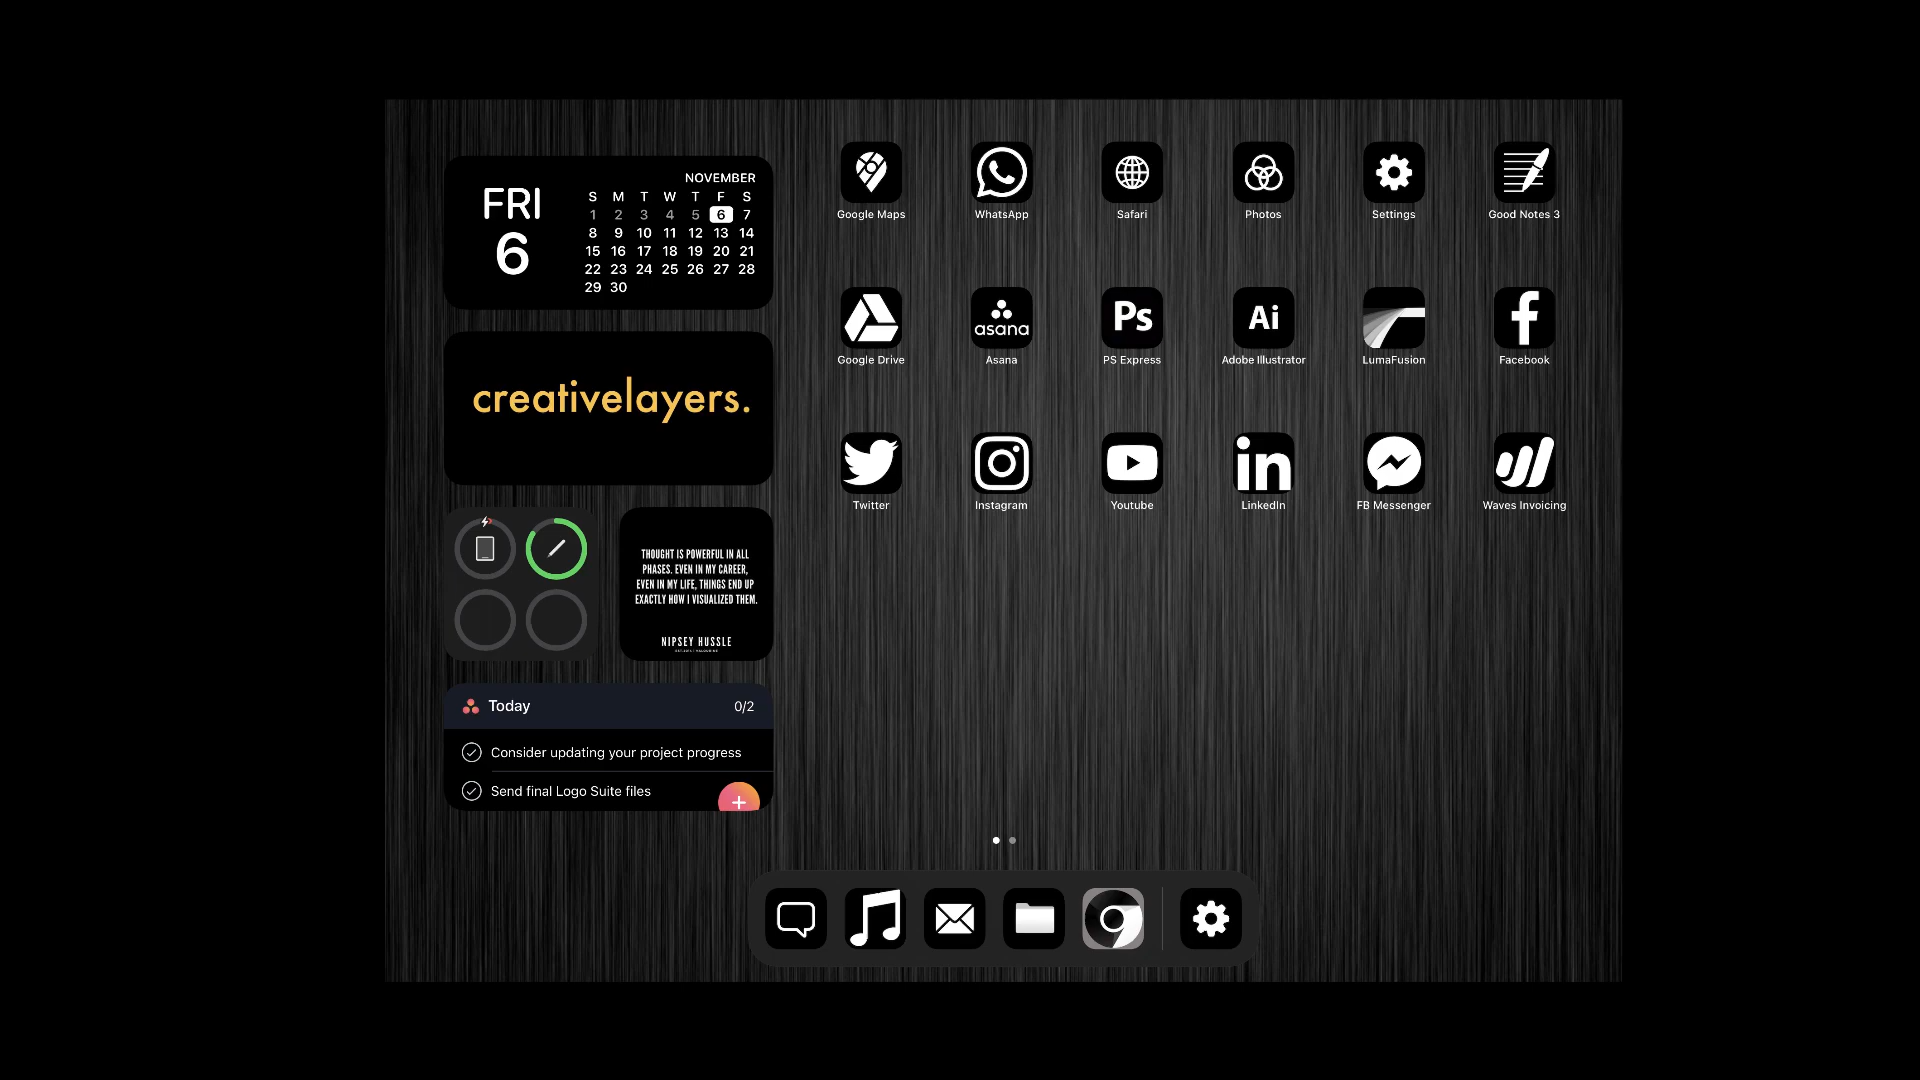 NOVEMBER
FRI
6
S M T W T F S
1 2 3 4 5 6 7
8 9 10 11 12 13 14
15 16 17 18 19 20 21
22 23 24 25 26 27 28
29 30
creativelayers.
THOUGHT IS POWERFUL IN ALL
PHASES. EVEN IN MY CAREER,
EVEN IN MY LIFE, THINGS END UP
EXACTLY HOW I VISUALIZED THEM.
NIPSEY HUSSLE
Today 0/2
Consider updating your project progress
Send final Logo Suite files
Google Maps WhatsApp Safari Photos Settings Good Notes 3
asana Ps Ai f
Google Drive Asana PS Express Adobe Illustrator LumaFusion Facebook
in
Twitter Instagram Youtube LinkedIn FB Messenger Waves Invoicing